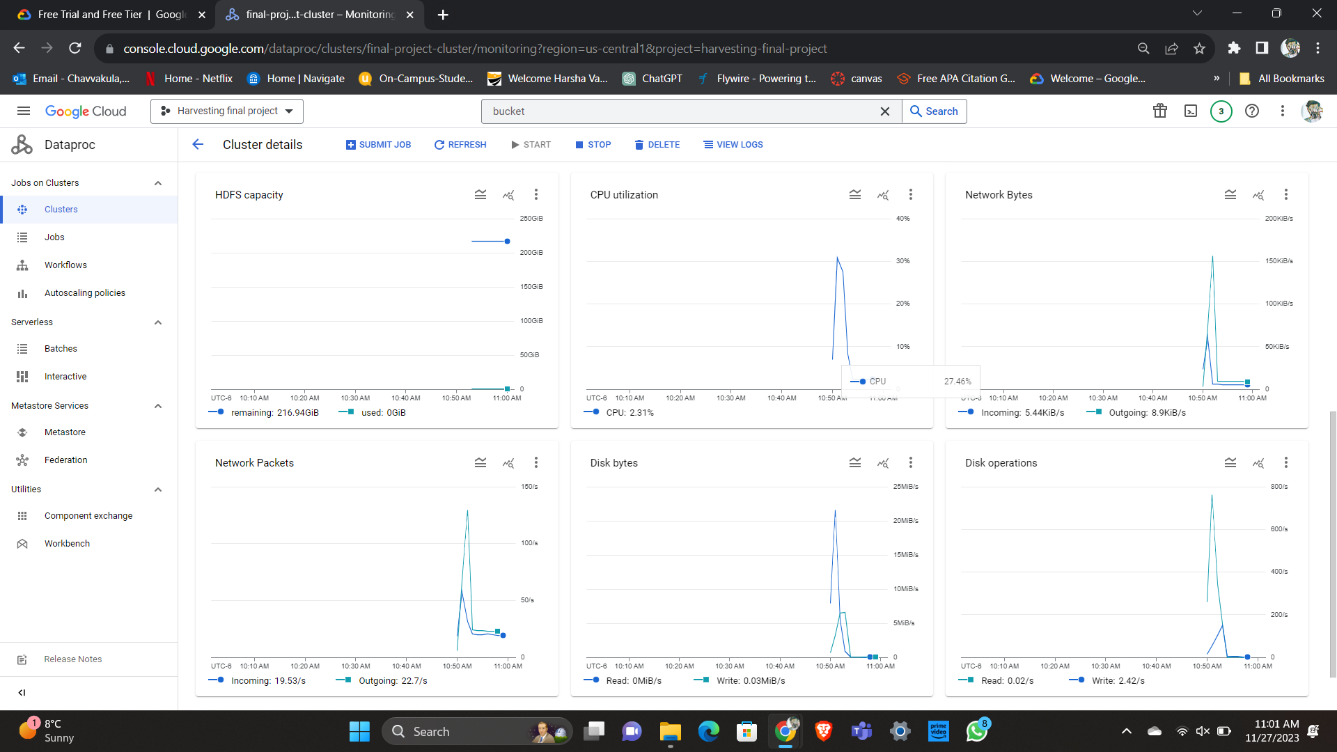 Free Trial and Free Tier | Googl
final-proj...t-cluster – Monitoring
console.cloud.google.com/dataproc/clusters/final-project-cluster/monitoring?region=us-central1&project=harvesting-final-project
Email - Chavvakula,...
Home - Netflix
Home | Navigate
On-Campus-Stude...
Welcome Harsha Va...
ChatGPT
Flywire - Powering t...
canvas
Free APA Citation G...
Welcome – Google...
»
All Bookmarks
Google Cloud
Harvesting final project
bucket
Search
3
Dataproc
Cluster details
SUBMIT JOB
REFRESH
START
STOP
DELETE
VIEW LOGS
Jobs on Clusters
Clusters
Jobs
Workflows
Autoscaling policies
Serverless
Batches
Interactive
Metastore Services
Metastore
Federation
Utilities
Component exchange
Workbench
Release Notes
HDFS capacity
250GiB
200GiB
150GiB
100GiB
50GiB
0
UTC-6 10:10 AM 10:20 AM 10:30 AM 10:40 AM 10:50 AM 11:00 AM
remaining: 216.94GiB used: 0GiB
CPU utilization
40%
30%
20%
10%
CPU 27.46%
UTC-6 10:10 AM 10:20 AM 10:30 AM 10:40 AM 10:50 AM 11:00 AM
CPU: 2.31%
Network Bytes
200KiB/s
150KiB/s
100KiB/s
50KiB/s
0
UTC-6 10:10 AM 10:20 AM 10:30 AM 10:40 AM 10:50 AM 11:00 AM
Incoming: 5.44KiB/s Outgoing: 8.9KiB/s
Network Packets
150/s
100/s
50/s
0
UTC-6 10:10 AM 10:20 AM 10:30 AM 10:40 AM 10:50 AM 11:00 AM
Incoming: 19.53/s Outgoing: 22.7/s
Disk bytes
25MiB/s
20MiB/s
15MiB/s
10MiB/s
5MiB/s
0
UTC-6 10:10 AM 10:20 AM 10:30 AM 10:40 AM 10:50 AM 11:00 AM
Read: 0MiB/s Write: 0.03MiB/s
Disk operations
800/s
600/s
400/s
200/s
0
UTC-6 10:10 AM 10:20 AM 10:30 AM 10:40 AM 10:50 AM 11:00 AM
Read: 0.02/s Write: 2.42/s
1
8°C
Sunny
Search
prime video
8
11:01 AM
11/27/2023